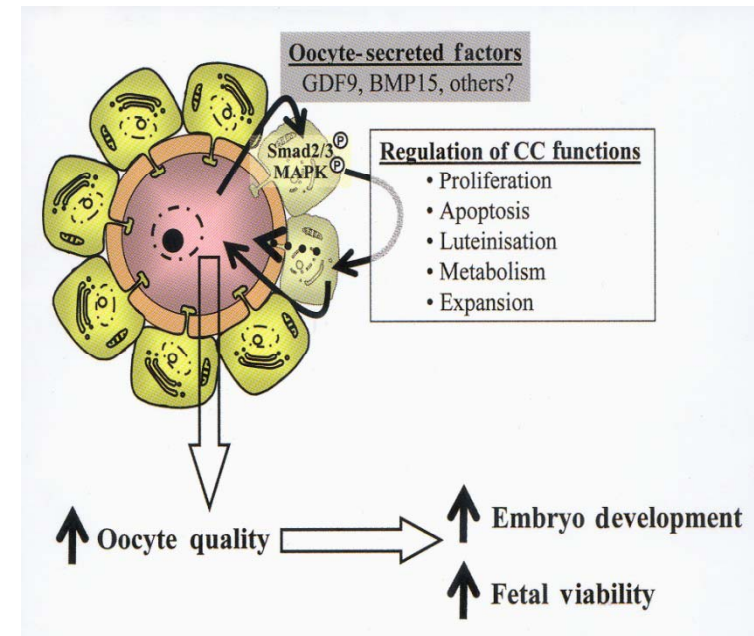 Oocyte-secreted factors
GDF9, BMP15, others?
Smad2/3 P
MAPK P
Regulation of CC functions
• Proliferation
• Apoptosis
• Luteinisation
• Metabolism
• Expansion
Oocyte quality
Embryo development
Fetal viability